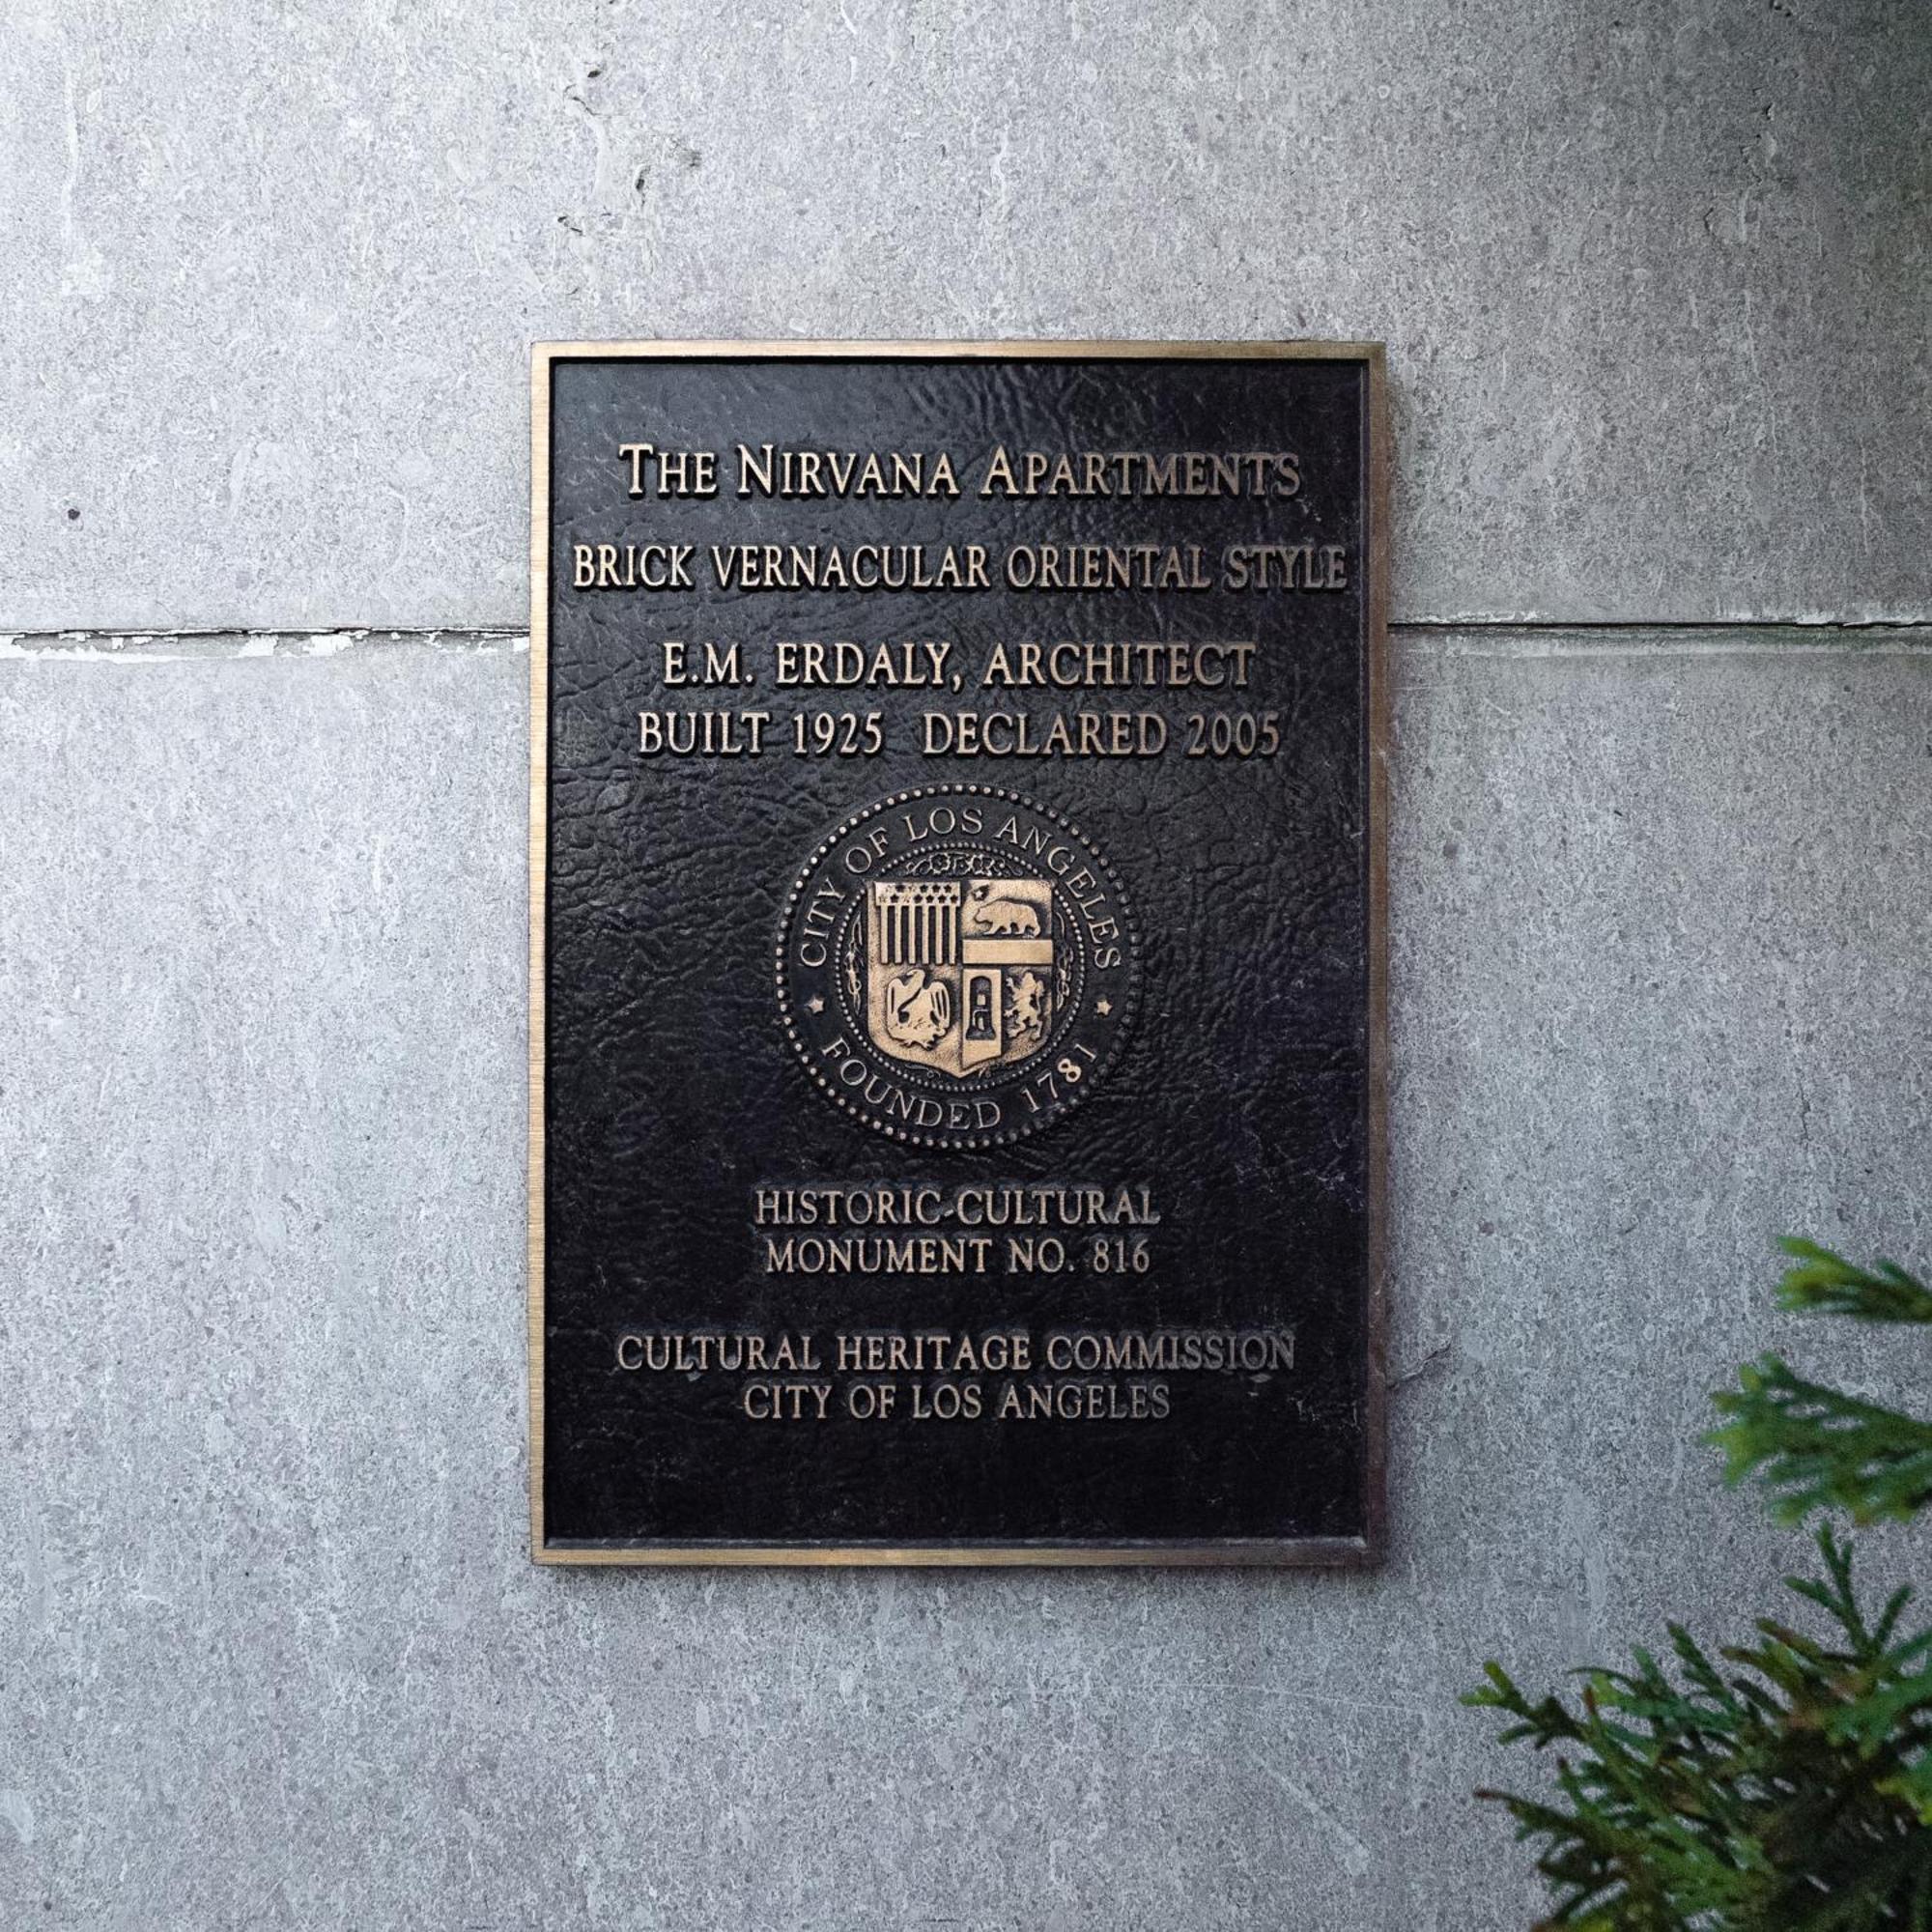 THE NIRVANA APARTMENTS
BRICK VERNACULAR ORIENTAL STYLE
E.M. ERDALY, ARCHITECT
BUILT 1925 DECLARED 2005
CITY OF LOS ANGELES
FOUNDED 1781
HISTORIC-CULTURAL
MONUMENT NO. 816
CULTURAL HERITAGE COMMISSION
CITY OF LOS ANGELES